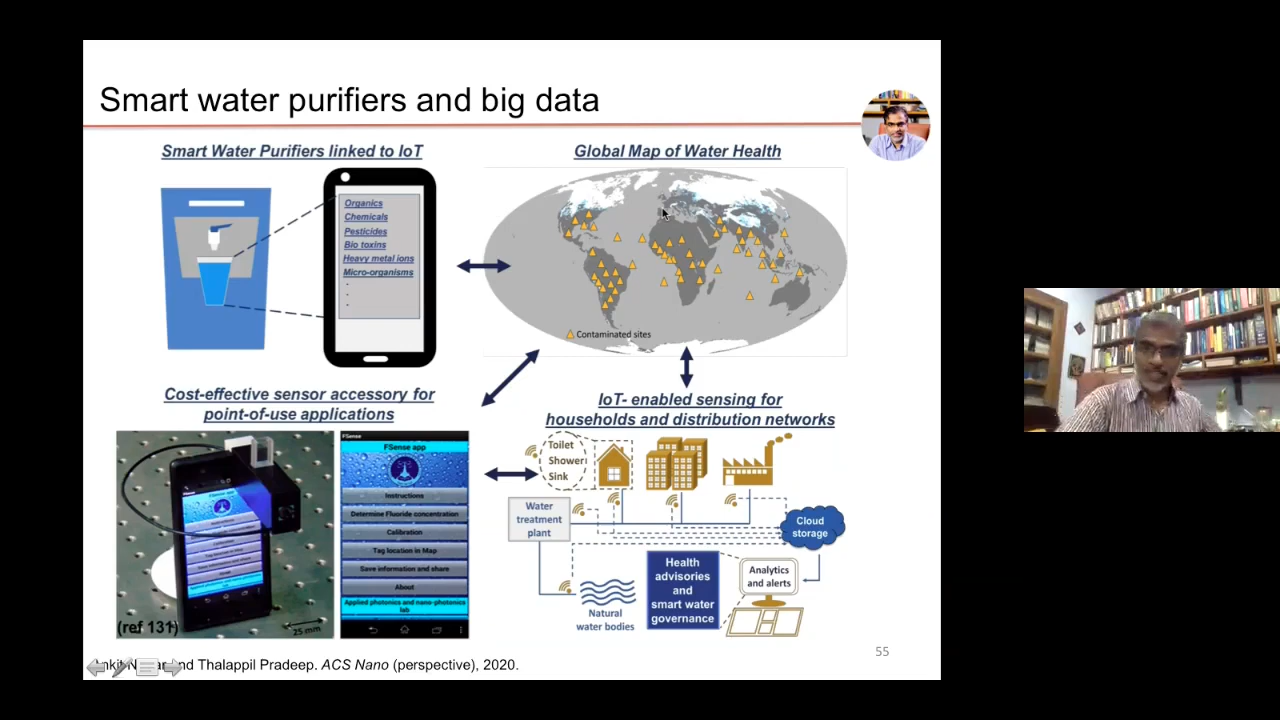 Smart water purifiers and big data
Smart Water Purifiers linked to IoT
Organics
Chemicals
Pesticides
Bio toxins
Heavy metal ions
Micro-organisms
Global Map of Water Health
Contaminated sites
Cost-effective sensor accessory for
point-of-use applications
(ref 131)
25 mm
FSense
FSense app
Instructions
Determine Fluoride concentration
Calibration
Tag location in Map
Save information and share
About
Applied photonics and nano-photonics
lab
IoT- enabled sensing for
households and distribution networks
Toilet
Shower
Sink
Water
treatment
plant
Cloud
storage
Health
advisories
and
smart water
governance
Analytics
and alerts
Natural
water bodies
55
and Thalappil Pradeep. ACS Nano (perspective), 2020.